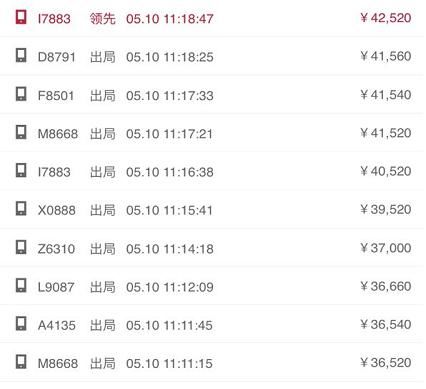 I7883 领先 05.10 11:18:47 ￥42,520
D8791 出局 05.10 11:18:25 ￥41,560
F8501 出局 05.10 11:17:33 ￥41,540
M8668 出局 05.10 11:17:21 ￥41,520
I7883 出局 05.10 11:16:38 ￥40,520
X0888 出局 05.10 11:15:41 ￥39,520
Z6310 出局 05.10 11:14:18 ￥37,000
L9087 出局 05.10 11:12:09 ￥36,660
A4135 出局 05.10 11:11:45 ￥36,540
M8668 出局 05.10 11:11:15 ￥36,520